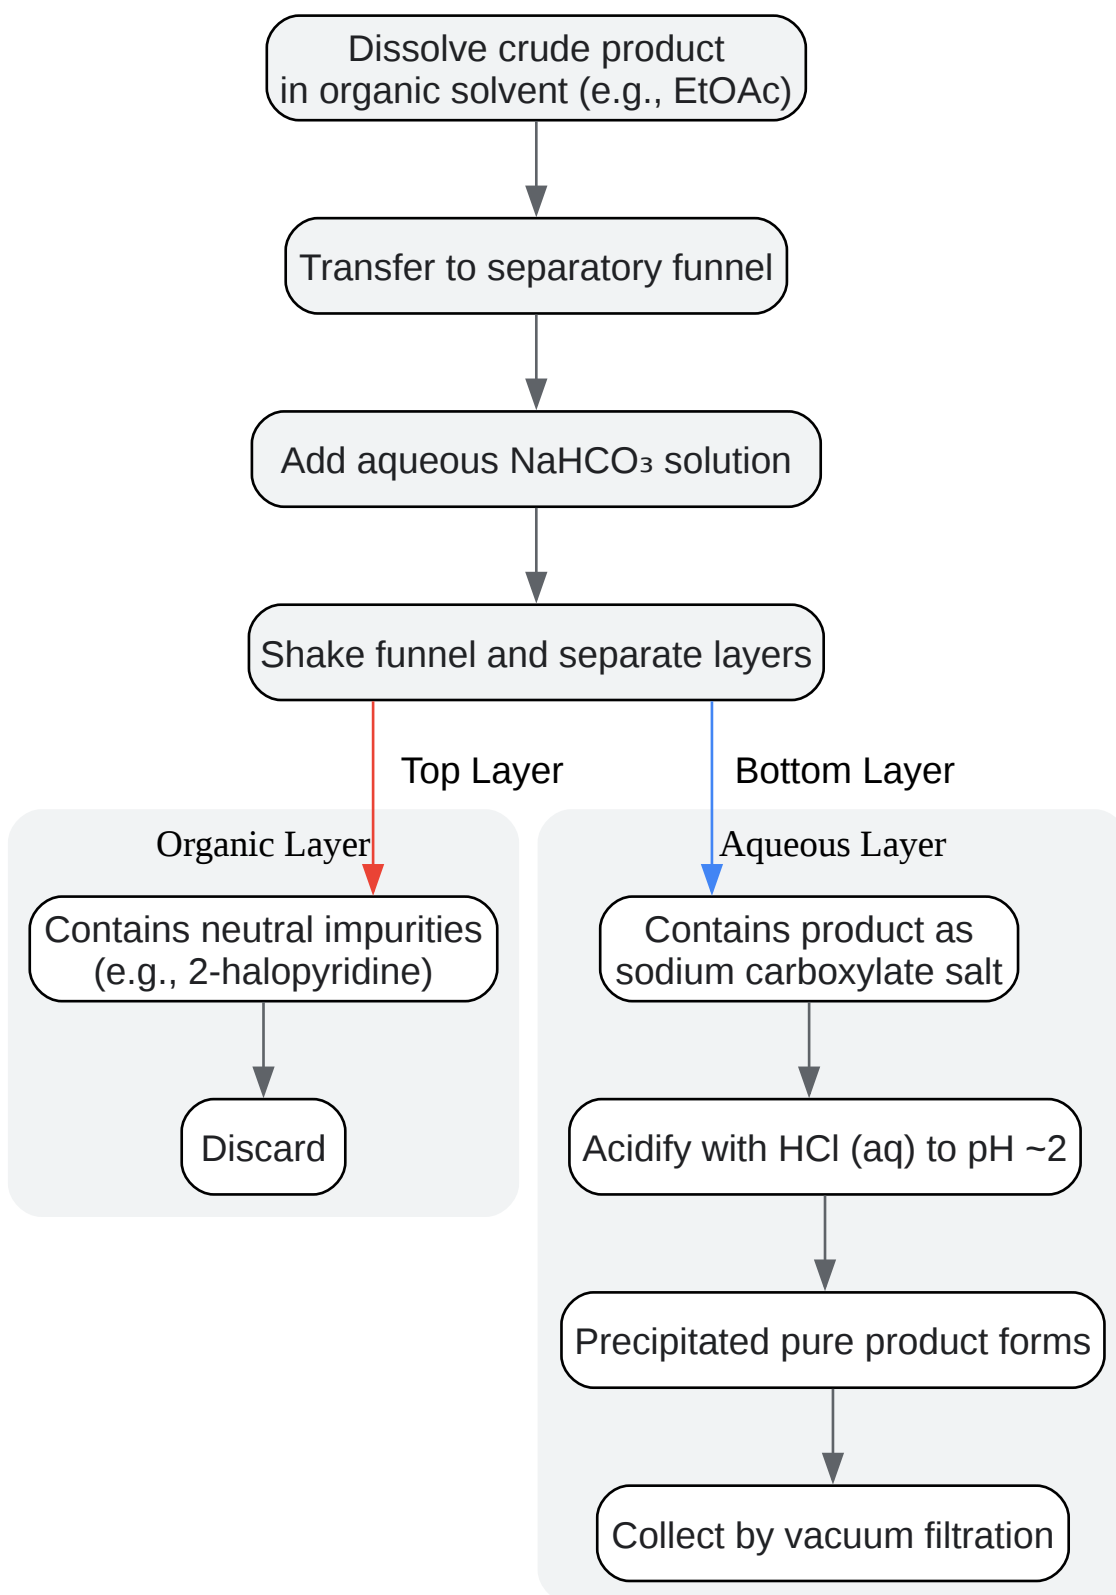 Dissolve crude product
in organic solvent (e.g., EtOAc)
Transfer to separatory funnel
Add aqueous NaHCO₃ solution
Shake funnel and separate layers
Top Layer
Bottom Layer
Organic Layer
Contains neutral impurities
(e.g., 2-halopyridine)
Discard
Aqueous Layer
Contains product as
sodium carboxylate salt
Acidify with HCl (aq) to pH ~2
Precipitated pure product forms
Collect by vacuum filtration